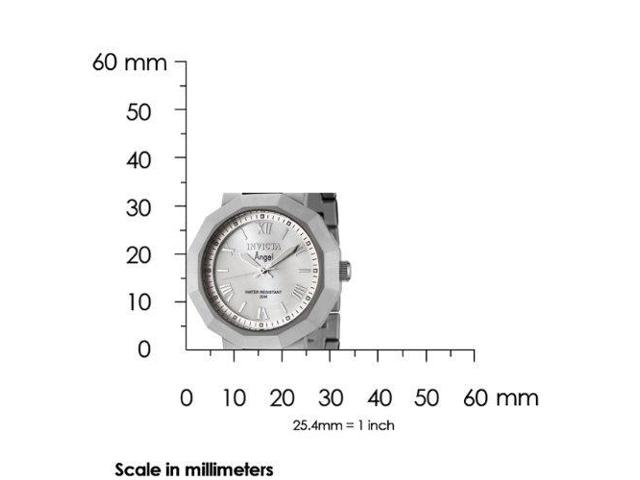 60 mm
50
40
30
20
10
0
XII
INVICTA
Angel
WATER RESISTANT
0 10 20 30 40 50 60 mm
25.4mm = 1 inch
Scale in millimeters